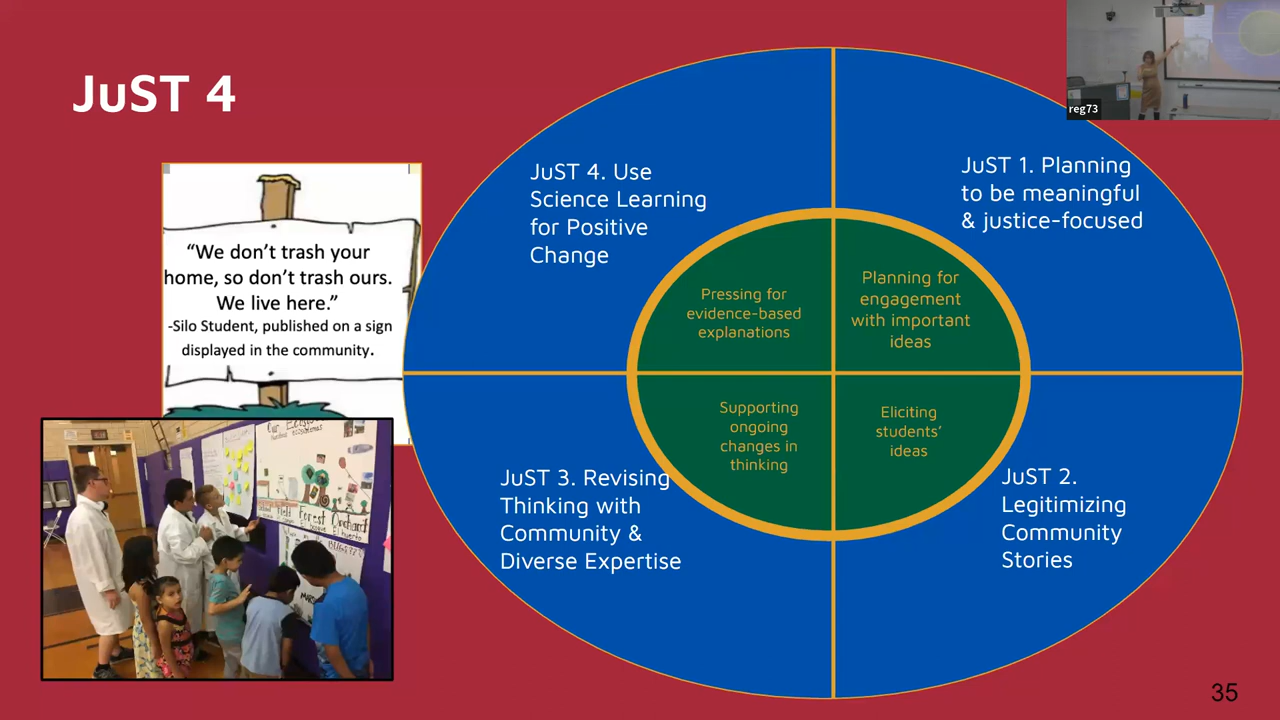 JuST 4
reg73
"We don't trash your
home, so don't trash ours.
We live here."
-Silo Student, published on a sign
displayed in the community.
JuST 4. Use
Science Learning
for Positive
Change
JuST 1. Planning
to be meaningful
& justice-focused
Pressing for
evidence-based
explanations
Planning for
engagement
with important
ideas
Supporting
ongoing
changes in
thinking
Eliciting
students'
ideas
JuST 3. Revising
Thinking with
Community &
Diverse Expertise
JuST 2.
Legitimizing
Community
Stories
Forest
35